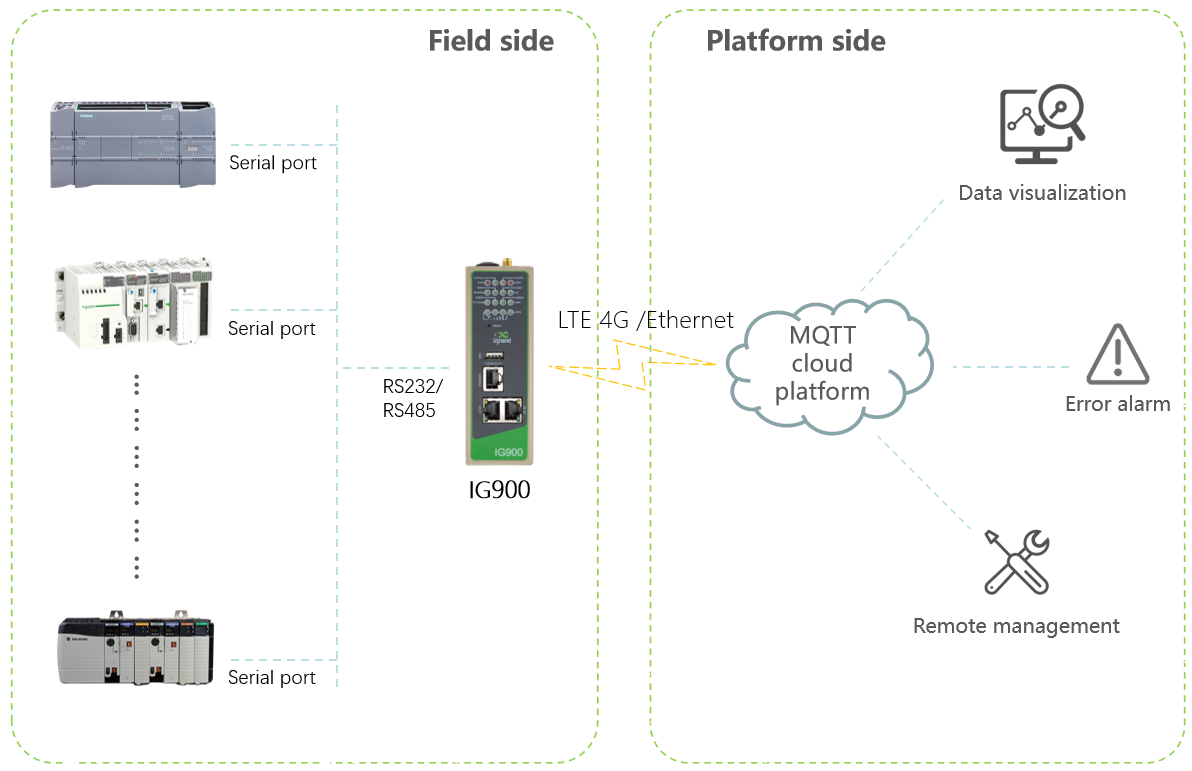 Field side
Platform side
SIEMENS
Serial port
Data visualization
Serial port
LTE 4G /Ethernet
MQTT
cloud
platform
RS232/
RS485
Error alarm
IG900
IG900
Remote management
Serial port